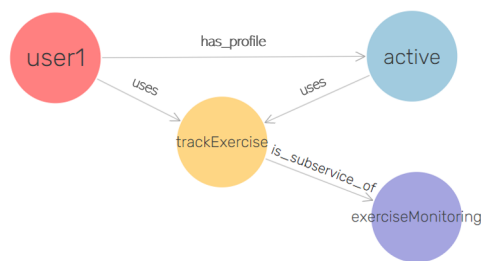 has_profile
user1
active
uses
uses
trackExercise
is_subservice_of
exerciseMonitoring